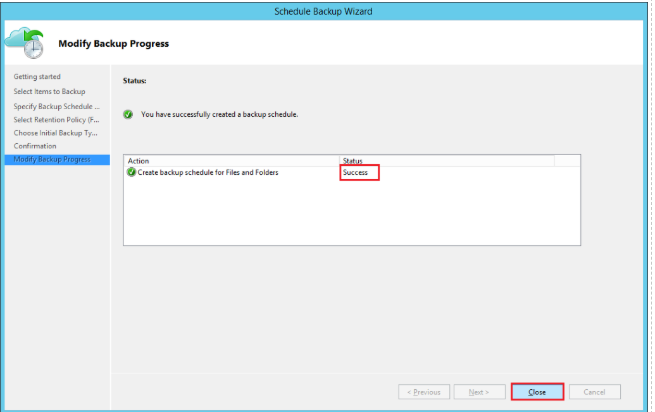 Schedule Backup Wizard
Modify Backup Progress
Getting started
Select Items to Backup
Specify Backup Schedule ...
Select Retention Policy (F...
Choose Initial Backup Ty...
Confirmation
Modify Backup Progress
Status:
You have successfully created a backup schedule.
Action Status
Create backup schedule for Files and Folders Success
< Previous Next > Close Cancel